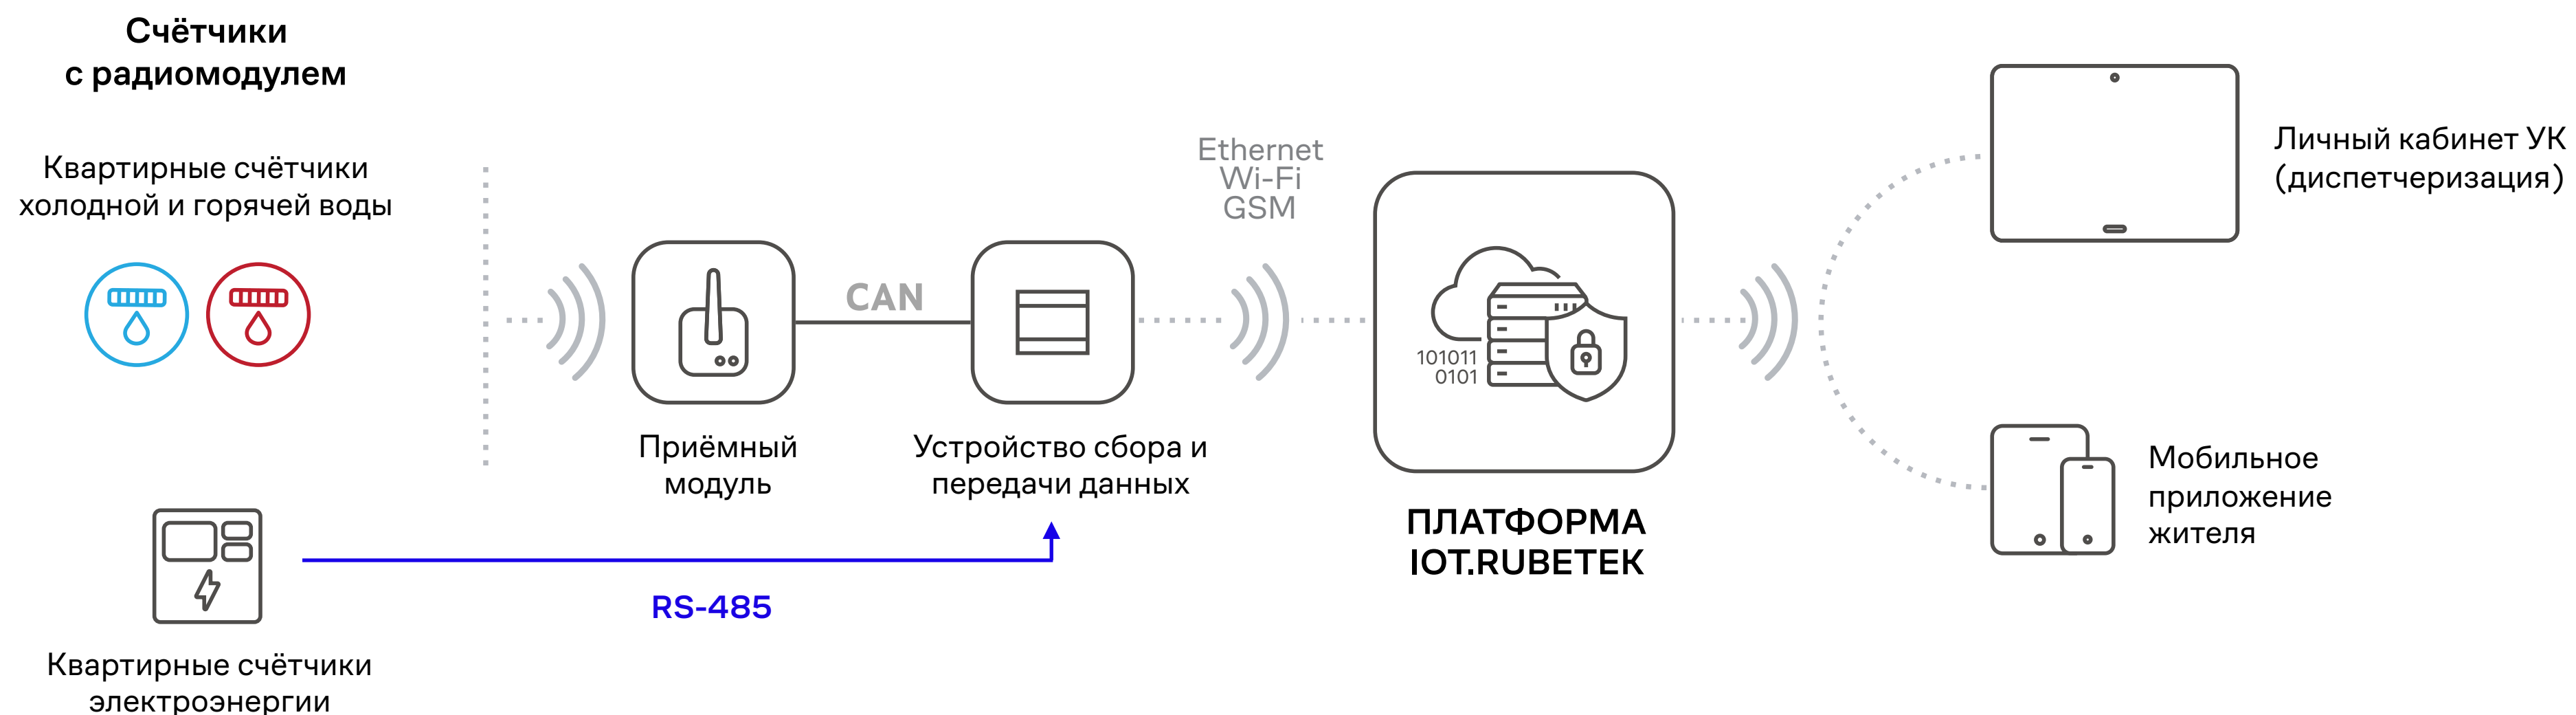 Счётчики
с радиомодулем
Квартирные счётчики
холодной и горячей воды
Квартирные счётчики
электроэнергии
RS-485
Приёмный
модуль
CAN
Устройство сбора и
передачи данных
Ethernet
Wi-Fi
GSM
101011
0101
ПЛАТФОРМА
IOT.RUBETEK
Личный кабинет УК
(диспетчеризация)
Мобильное
приложение
жителя